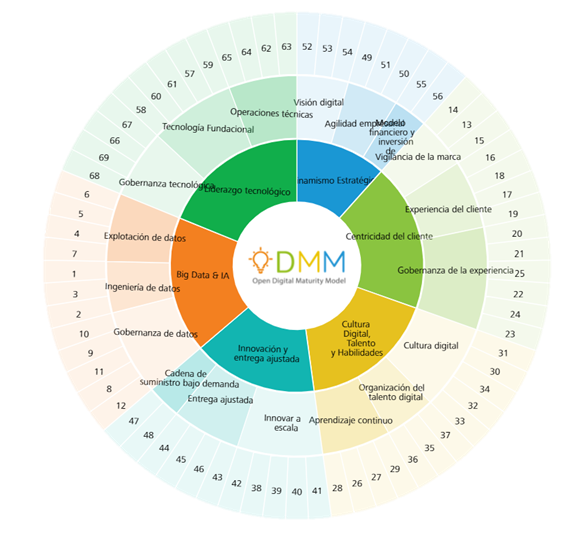 52
53
54
49
51
50
55
56
14
13
15
16
18
17
19
20
21
25
22
24
23
31
30
34
32
33
37
35
36
29
27
26
28
41
40
39
38
42
43
46
45
44
48
47
12
8
11
9
10
2
3
1
7
4
5
6
68
69
66
67
58
60
61
57
59
65
64
62
63
Visión digital
Agilidad empresarial
Modelo
financiero y
inversión
de
Vigilancia de la marca
Experiencia del cliente
Gobernanza de la experiencia
Cultura digital
Organización del
talento digital
Aprendizaje continuo
Innovar a
escala
Entrega ajustada
Cadena de
suministro bajo demanda
Gobernanza de datos
Ingeniería de datos
Explotación de datos
Gobernanza tecnológica
Tecnología Fundacional
Operaciones técnicas
inamismo Estratégi
Centricidad del cliente
Cultura
Digital,
Talento
y Habilidades
Innovación y
entrega ajustada
Big Data & IA
Liderazgo tecnológico
ODMM
Open Digital Maturity Model